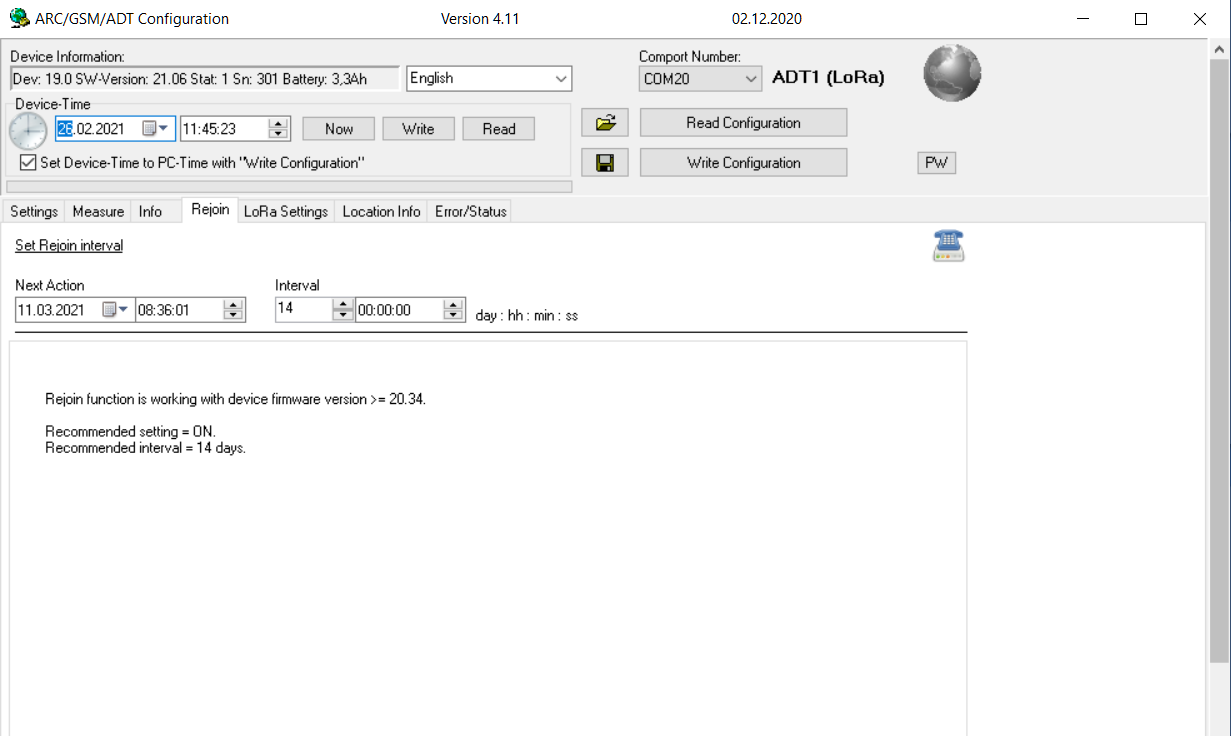 ARC/GSM/ADT Configuration Version 4.11 02.12.2020
Device Information:
Dev: 19.0 SW-Version: 21.06 Stat: 1 Sn: 301 Battery: 3,3Ah
English
Comport Number:
COM20
ADT1 (LoRa)
Device-Time
26.02.2021 11:45:23 Now Write Read
Set Device-Time to PC-Time with "Write Configuration"
Read Configuration
Write Configuration
PW
Settings Measure Info Rejoin LoRa Settings Location Info Error/Status
Set Rejoin interval
Next Action Interval
11.03.2021 08:36:01 14 00:00:00 day : hh : min : ss
Rejoin function is working with device firmware version >= 20.34.
Recommended setting = ON.
Recommended interval = 14 days.